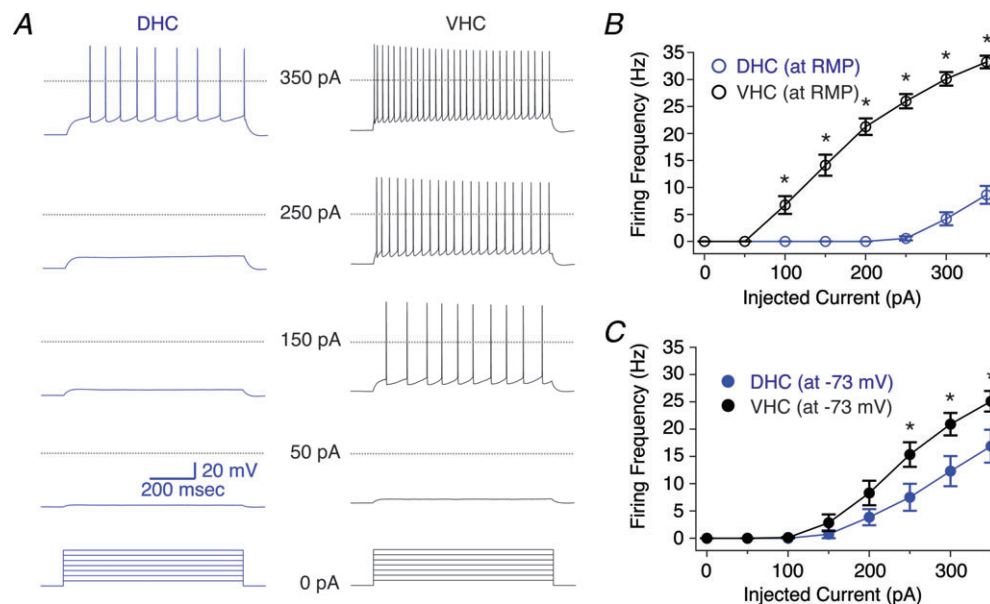 A
DHC
VHC
350 pA
250 pA
150 pA
50 pA
20 mV
200 msec
0 pA
B
Firing Frequency (Hz)
35
30
25
20
15
10
5
0
DHC (at RMP)
VHC (at RMP)
* * * * * *
0 100 200 300
Injected Current (pA)
C
Firing Frequency (Hz)
35
30
25
20
15
10
5
0
DHC (at -73 mV)
VHC (at -73 mV)
* * *
0 100 200 300
Injected Current (pA)